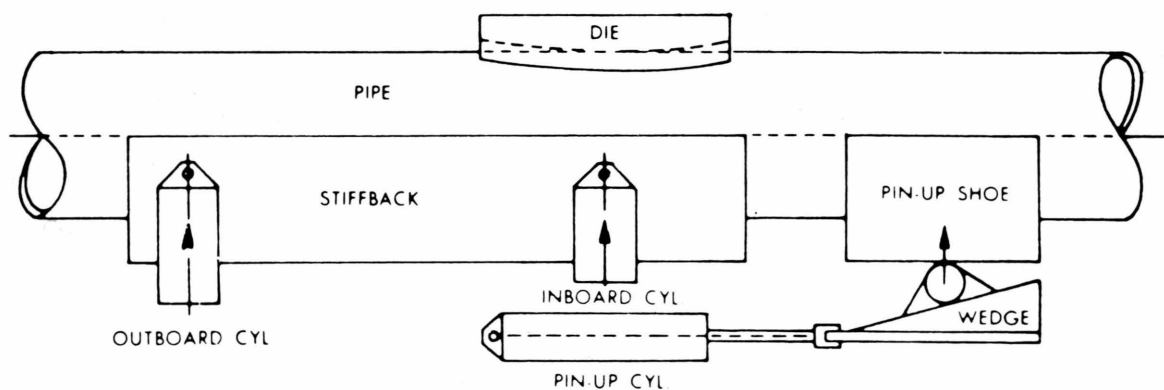 DIE
PIPE
STIFFBACK
PIN-UP SHOE
INBOARD CYL
OUTBOARD CYL
WEDGE
PIN-UP CYL.